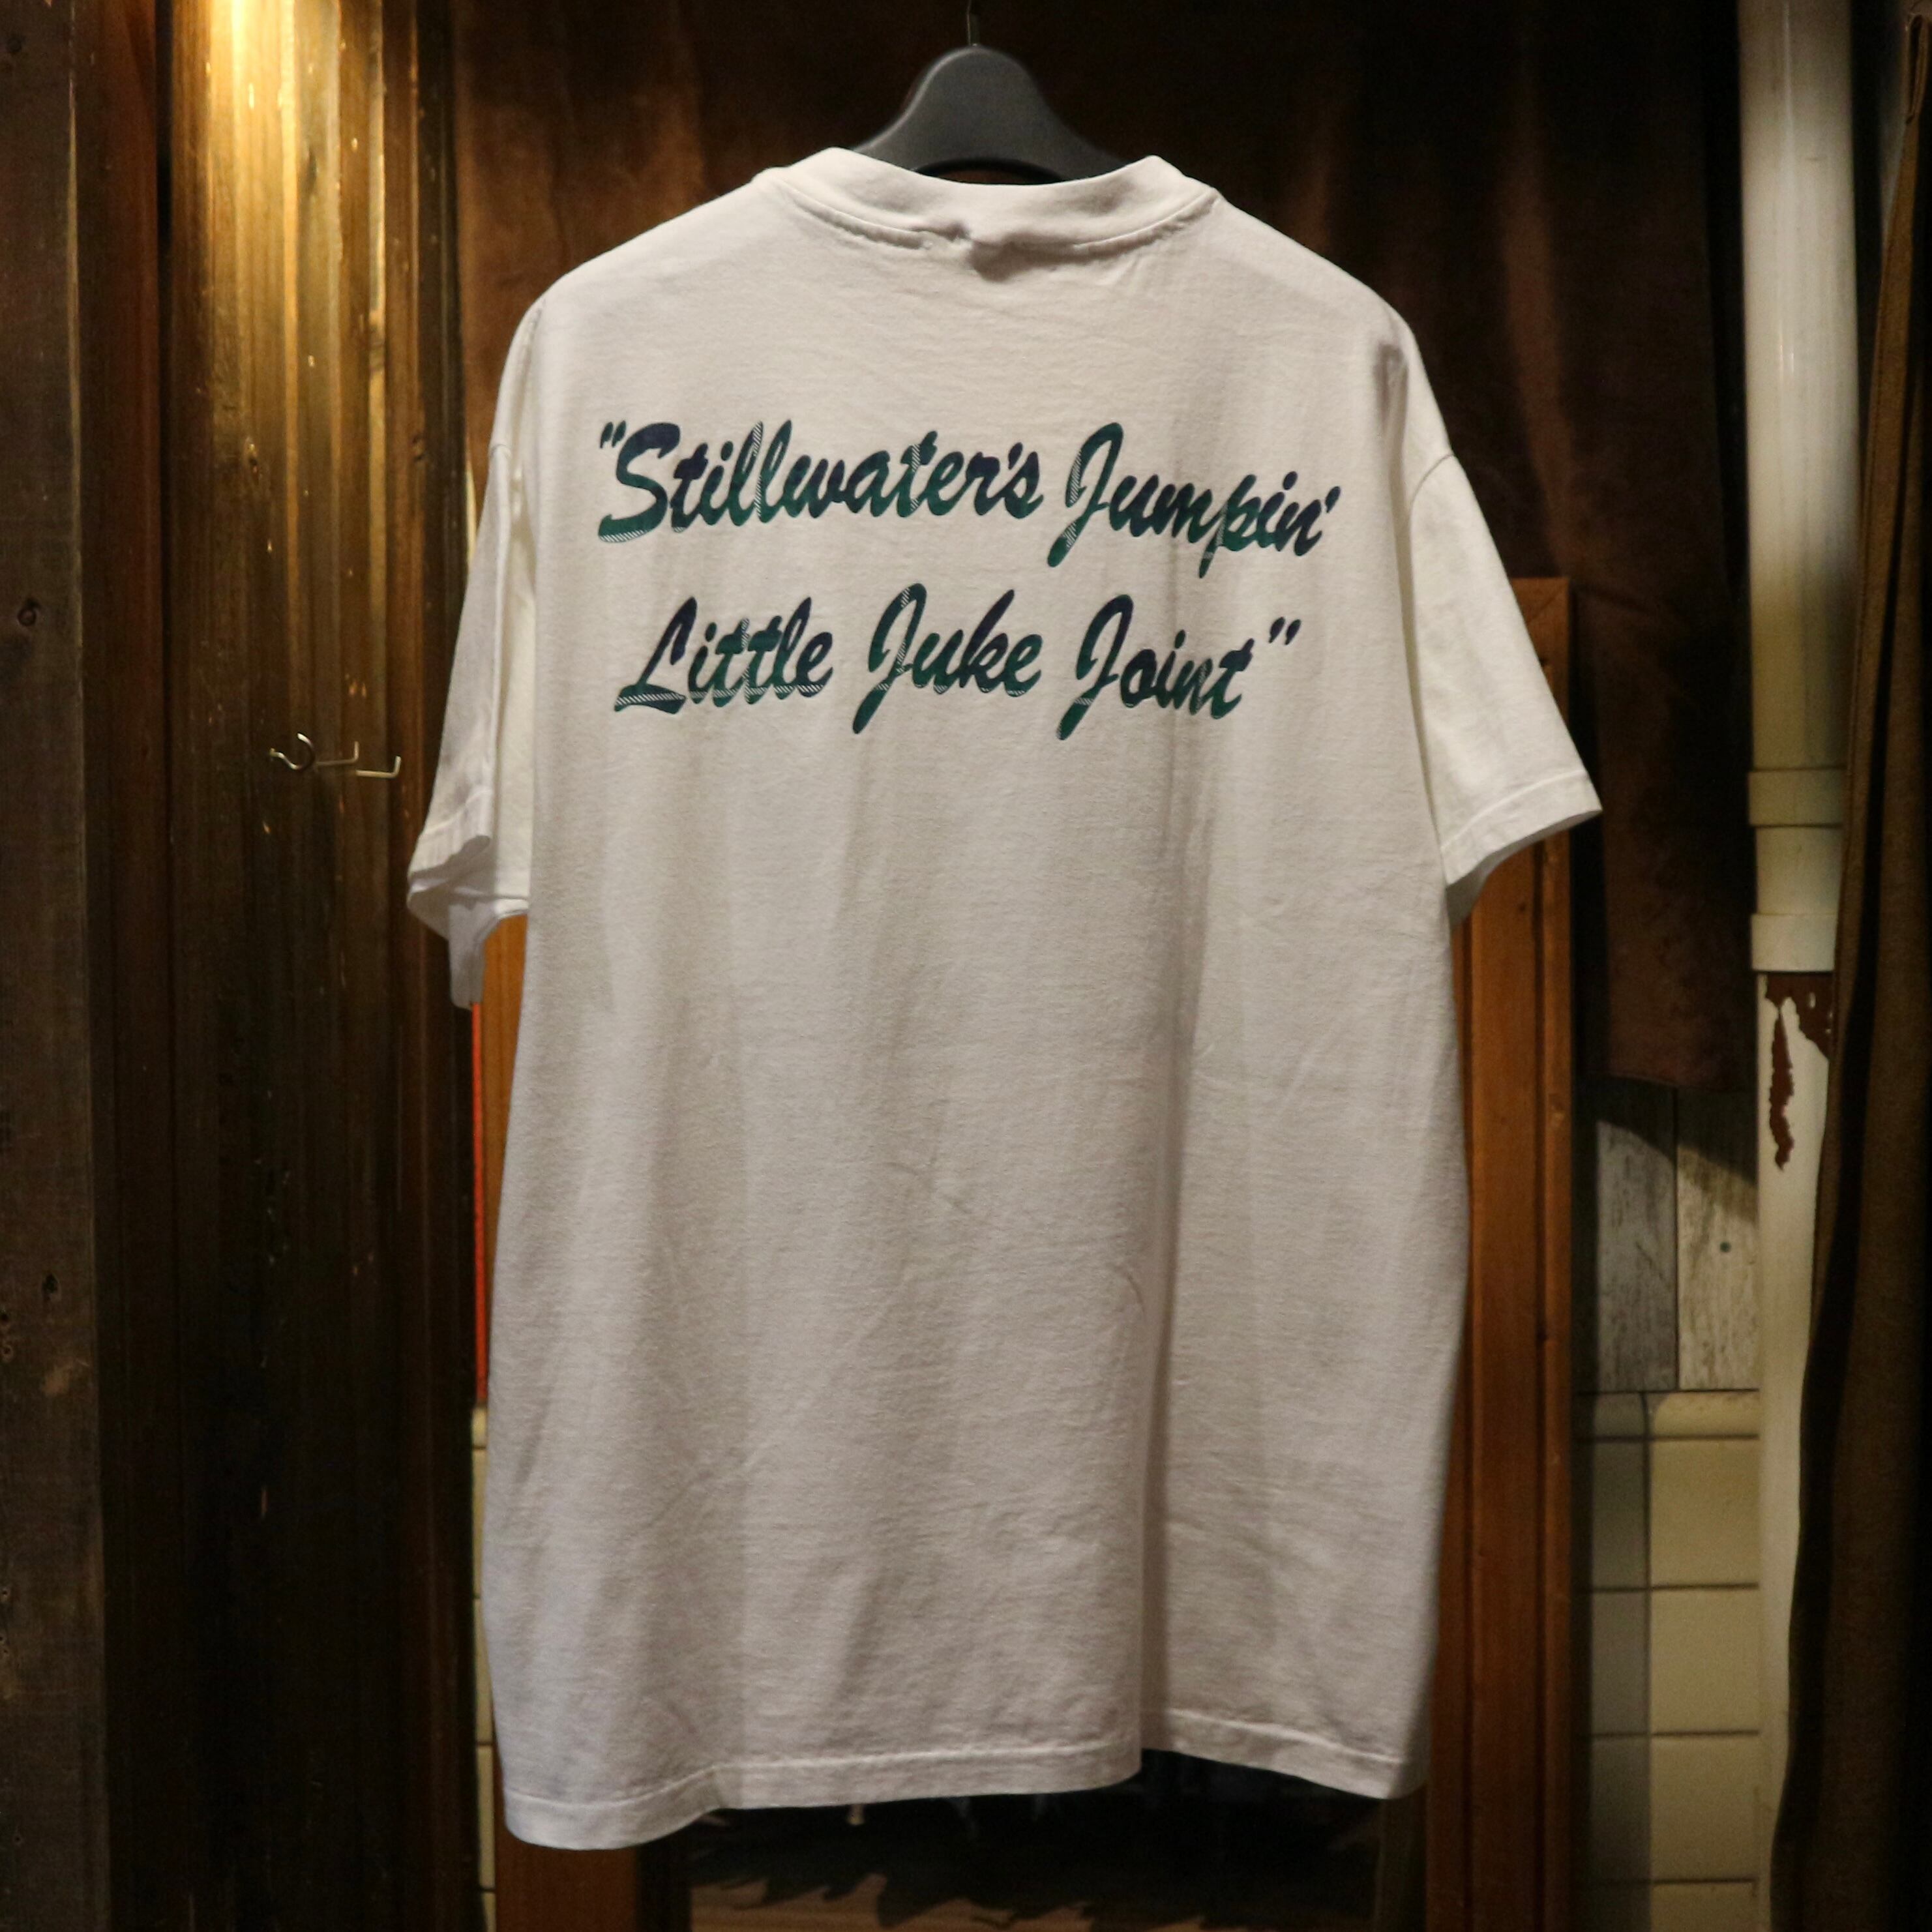 "Stillwater's Jumpin'
Little Juke Joint"